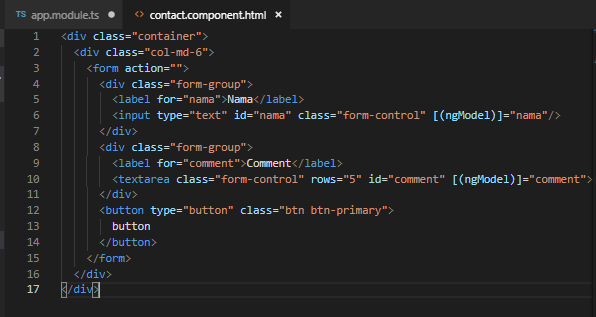 TS app.module.ts ● <> contact.component.html ×
1 <div class="container">
2 <div class="col-md-6">
3 <form action="">
4 <div class="form-group">
5 <label for="nama">Nama</label>
6 <input type="text" id="nama" class="form-control" [(ngModel)]="nama"/>
7 </div>
8 <div class="form-group">
9 <label for="comment">Comment</label>
10 <textarea class="form-control" rows="5" id="comment" [(ngModel)]="comment">
11 </div>
12 <button type="button" class="btn btn-primary">
13 button
14 </button>
15 </form>
16 </div>
17 </div>